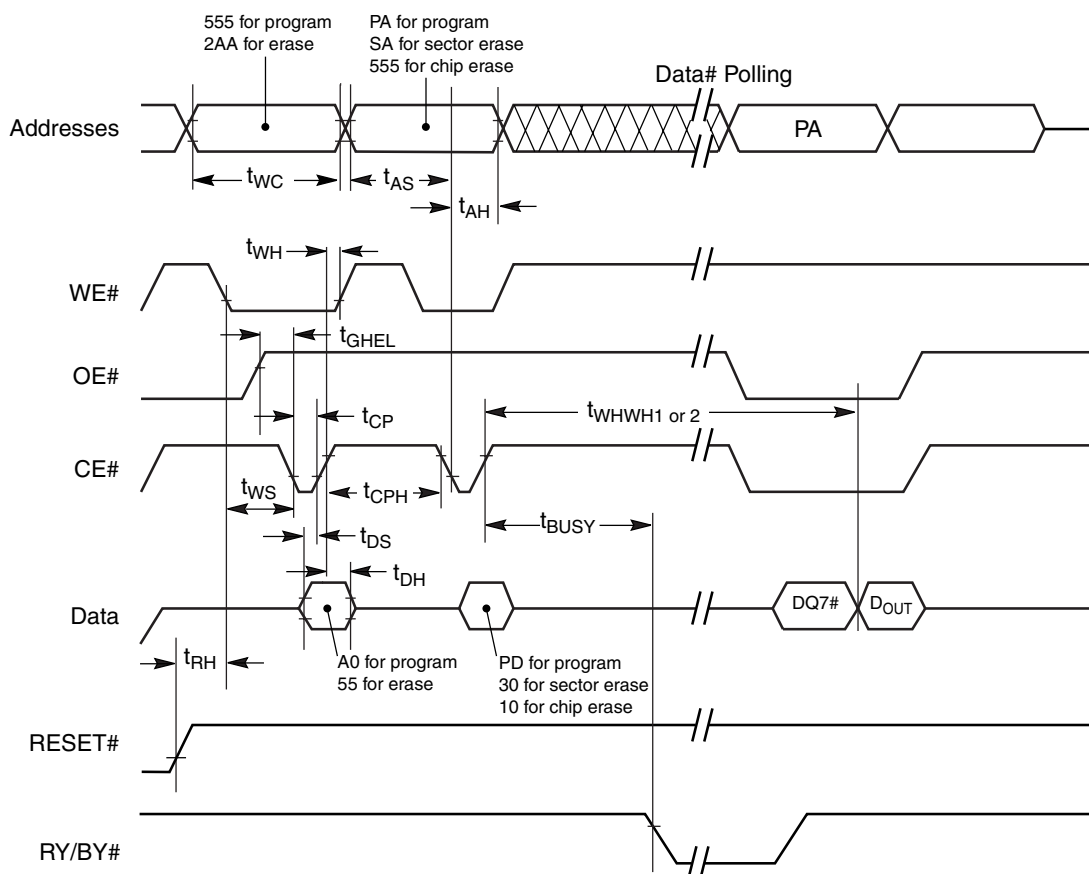 555 for program
2AA for erase
PA for program
SA for sector erase
555 for chip erase
Data# Polling
Addresses
PA
tWC
tAS
tAH
tWH
WE#
tGHEL
OE#
tWHWH1 or 2
tCP
CE#
tWS
tCPH
tBUSY
tDS
tDH
Data
DQ7#
DOUT
tRH
A0 for program
55 for erase
PD for program
30 for sector erase
10 for chip erase
RESET#
RY/BY#